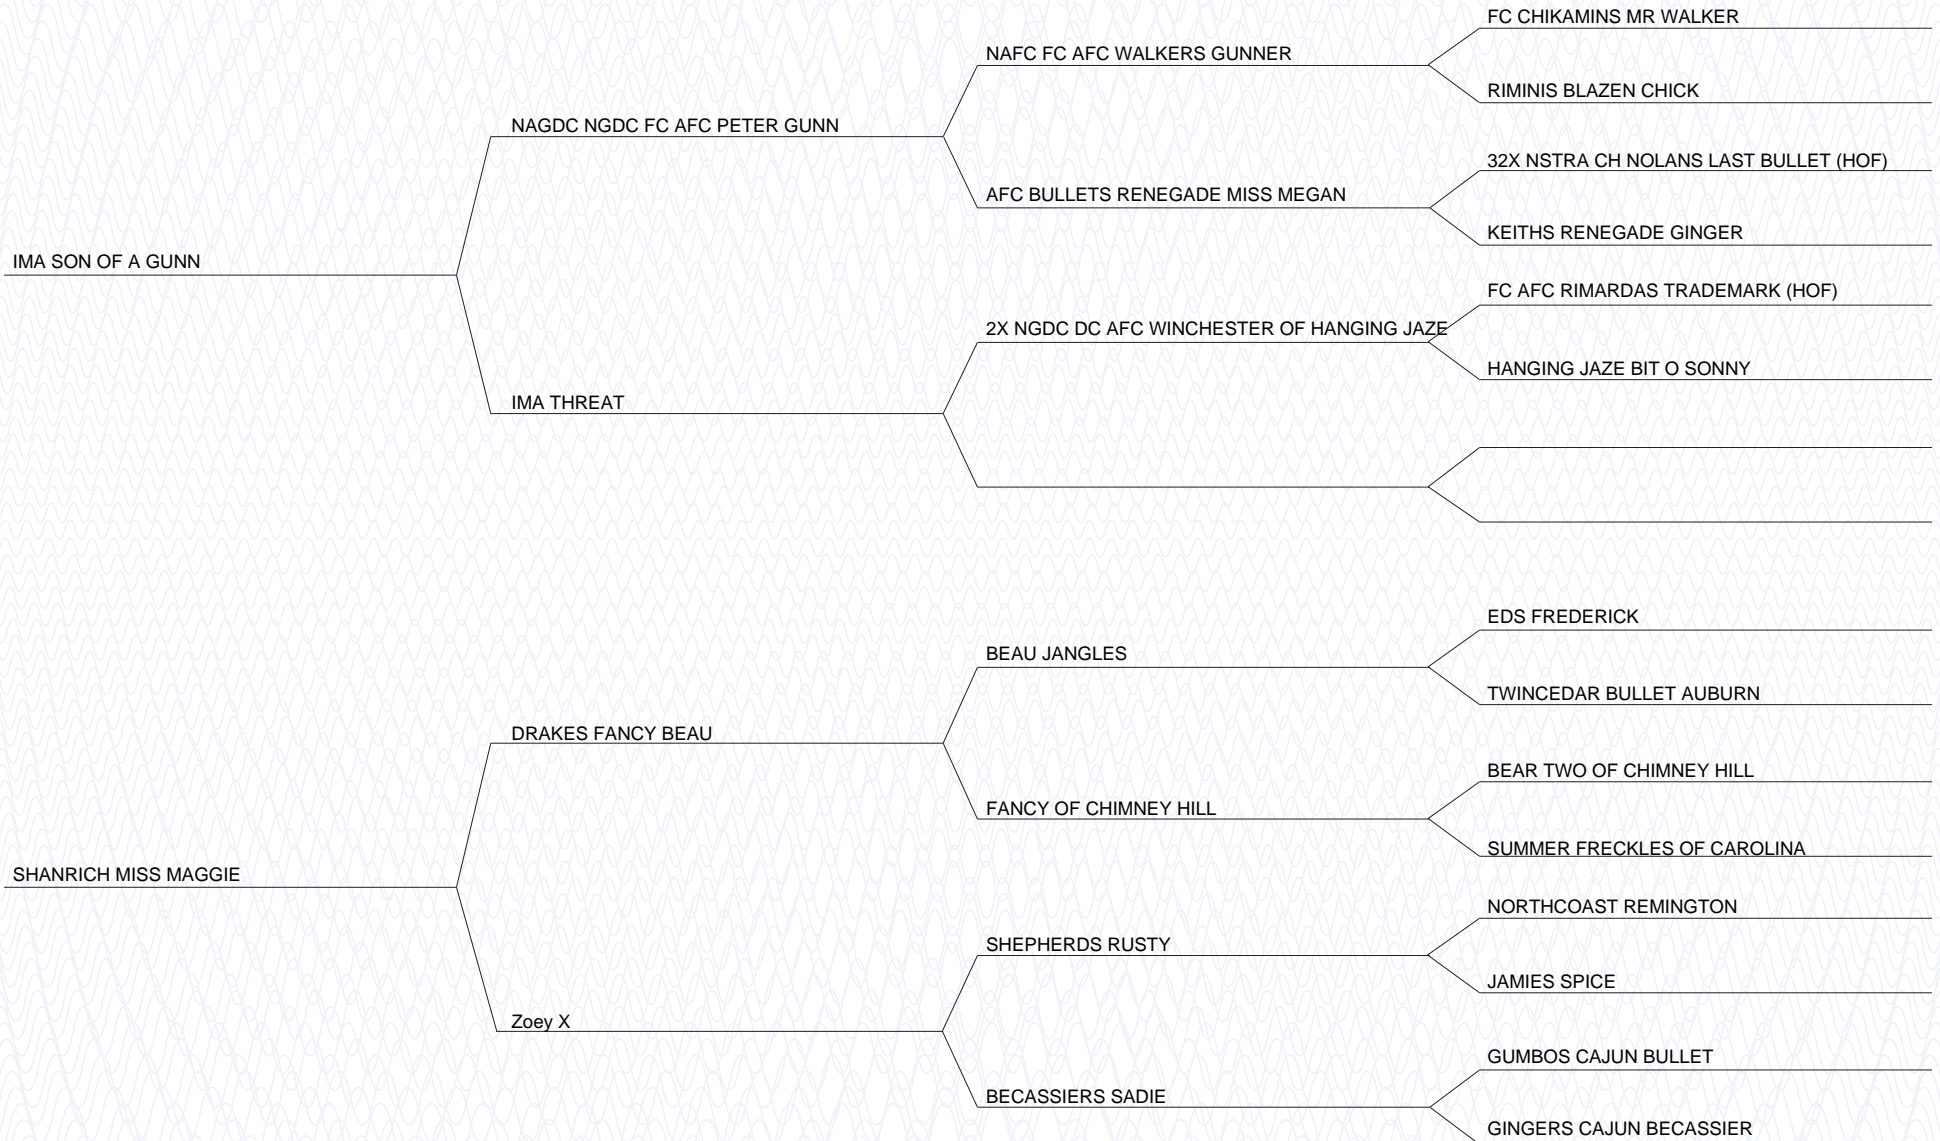 FC CHIKAMINS MR WALKER
NAFC FC AFC WALKERS GUNNER
RIMINIS BLAZEN CHICK
NAGDC NGDC FC AFC PETER GUNN
32X NSTRA CH NOLANS LAST BULLET (HOF)
AFC BULLETS RENEGADE MISS MEGAN
KEITHS RENEGADE GINGER
IMA SON OF A GUNN
FC AFC RIMARDAS TRADEMARK (HOF)
2X NGDC DC AFC WINCHESTER OF HANGING JAZE
HANGING JAZE BIT O SONNY
IMA THREAT
EDS FREDERICK
BEAU JANGLES
TWINCEDAR BULLET AUBURN
DRAKES FANCY BEAU
BEAR TWO OF CHIMNEY HILL
FANCY OF CHIMNEY HILL
SUMMER FRECKLES OF CAROLINA
SHANRICH MISS MAGGIE
NORTHCOAST REMINGTON
SHEPHERDS RUSTY
JAMIES SPICE
Zoey X
GUMBOS CAJUN BULLET
BECASSIERS SADIE
GINGERS CAJUN BECASSIER